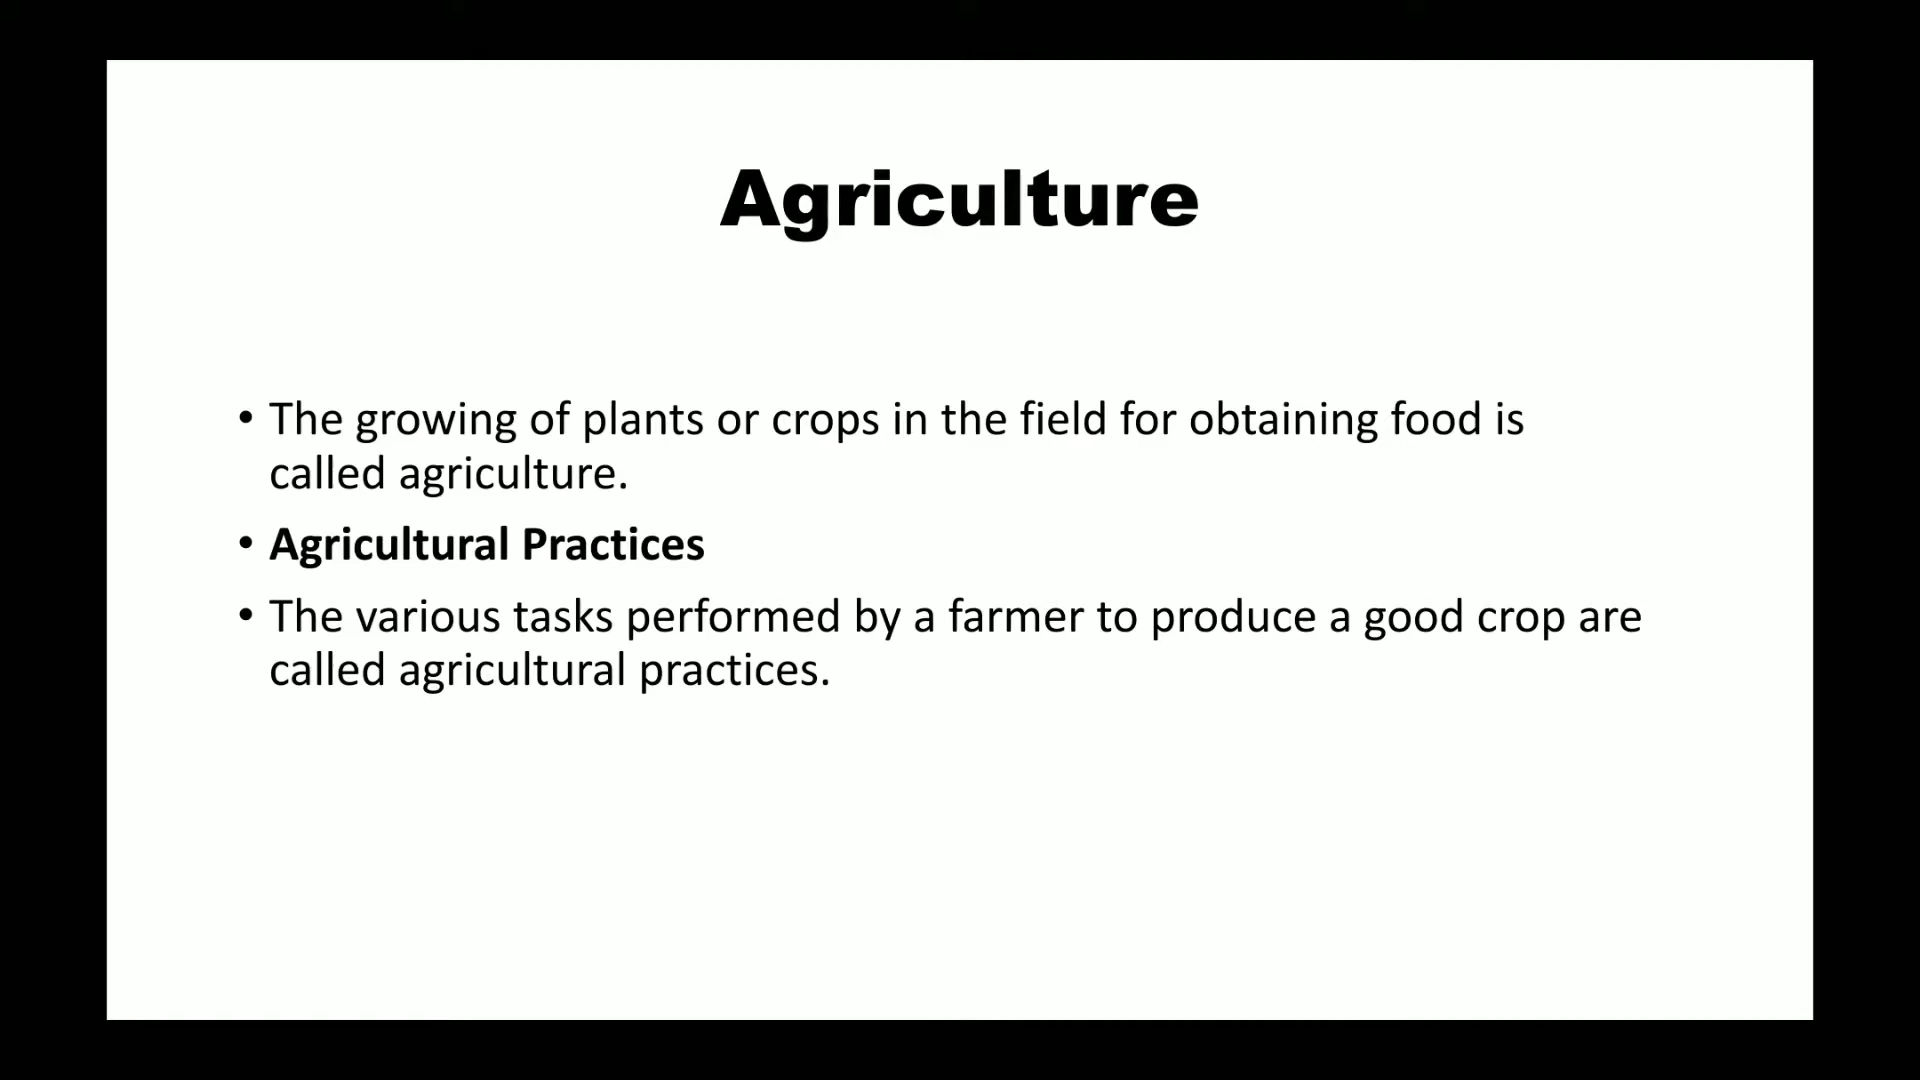 Agriculture
• The growing of plants or crops in the field for obtaining food is
called agriculture.
• Agricultural Practices
• The various tasks performed by a farmer to produce a good crop are
called agricultural practices.